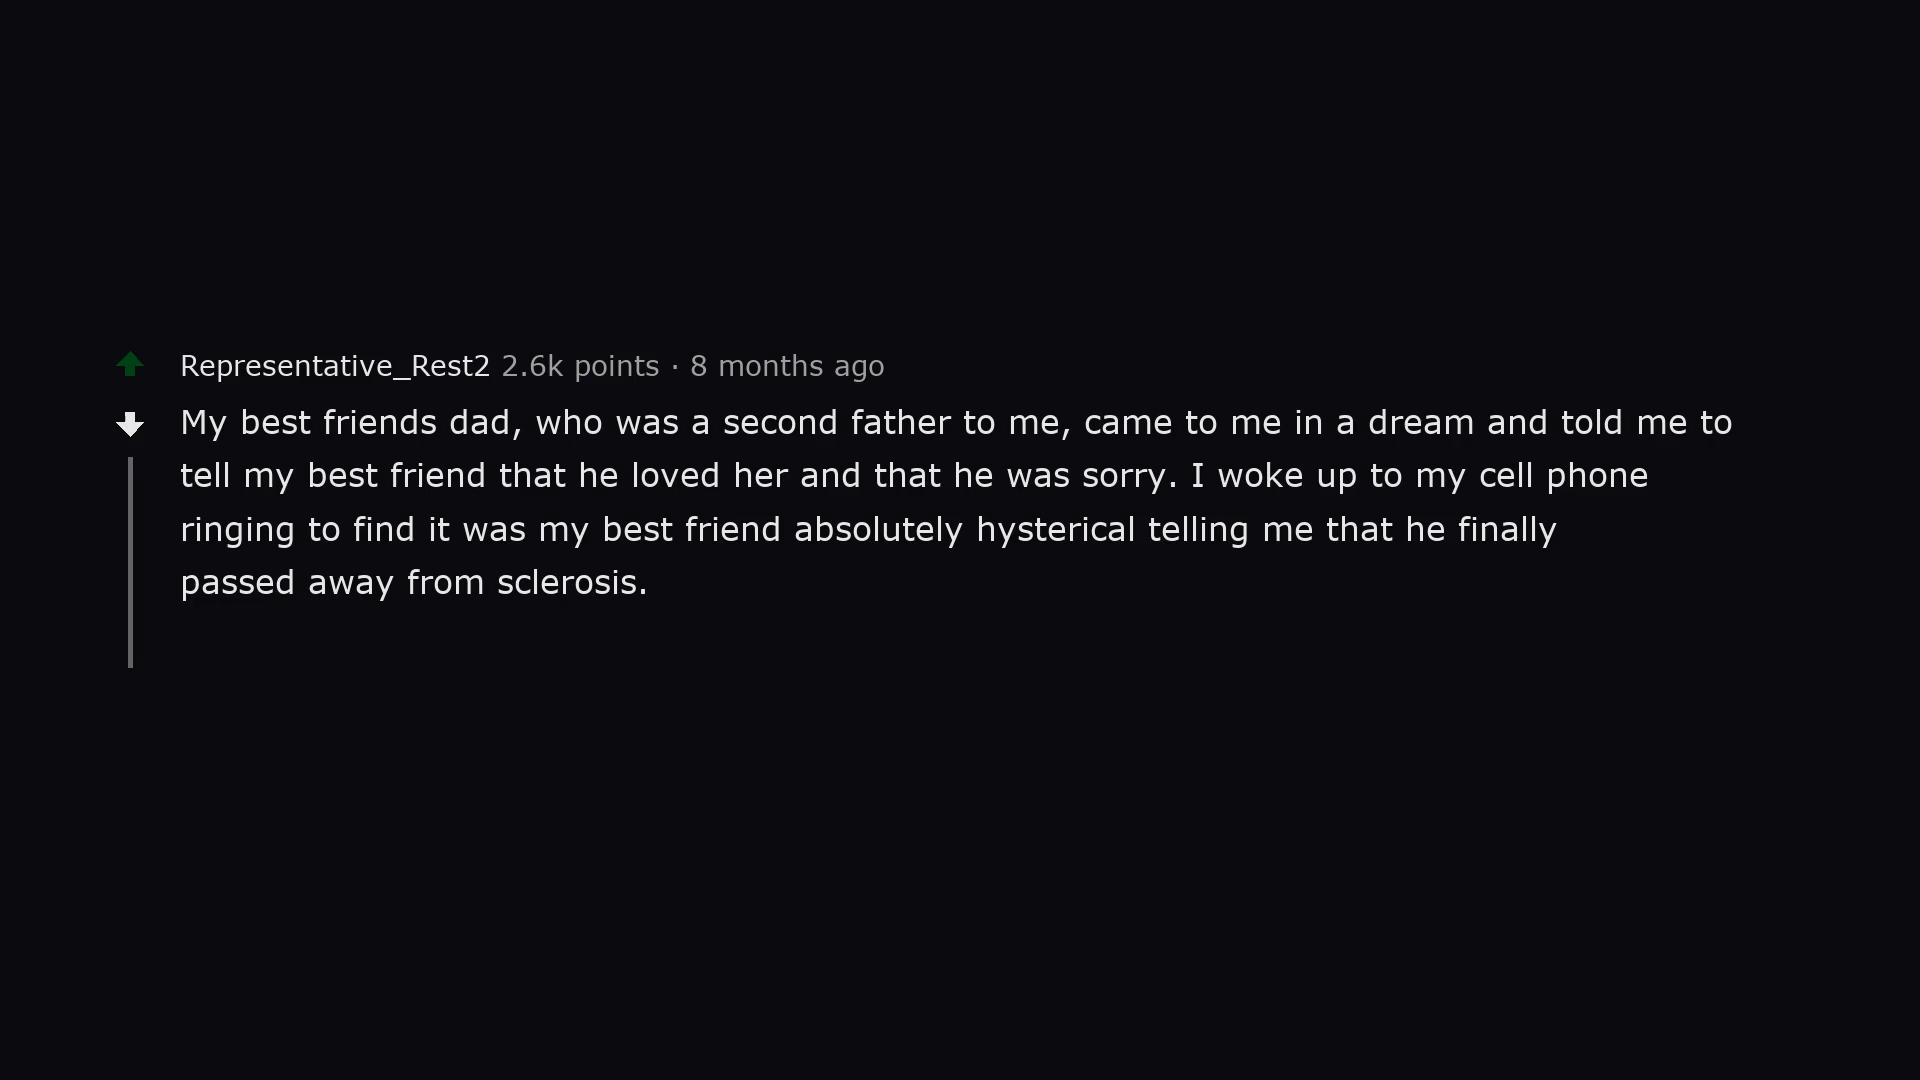 Representative_Rest2 2.6k points · 8 months ago
My best friends dad, who was a second father to me, came to me in a dream and told me to
tell my best friend that he loved her and that he was sorry. I woke up to my cell phone
ringing to find it was my best friend absolutely hysterical telling me that he finally
passed away from sclerosis.